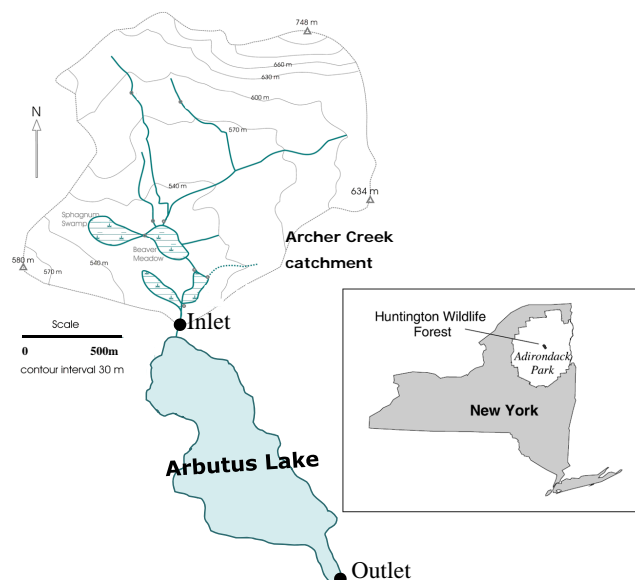 748 m
660 m
630 m
600 m
N
570 m
540 m
634 m
Sphagnum
Swamp
Beaver
Meadow
Archer Creek
catchment
580 m
540 m
570 m
Inlet
Scale
0 500m
contour interval 30 m
Arbutus Lake
Outlet
Huntington Wildlife
Forest
Adirondack
Park
New York